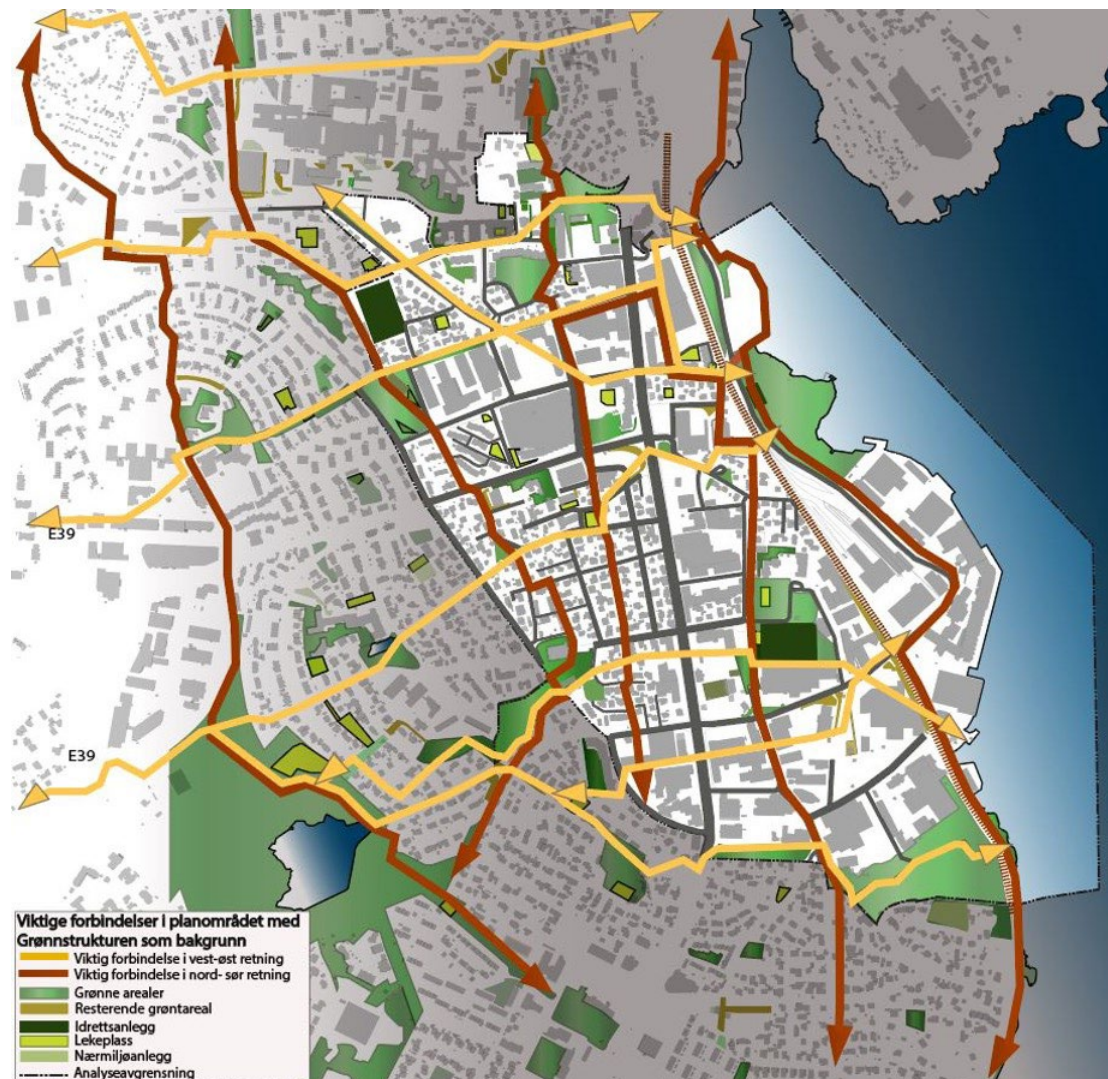 E39
E39
Viktige forbindelser i planområdet med
Grønnstrukturen som bakgrunn
Viktig forbindelse i vest-øst retning
Viktig forbindelse i nord- sør retning
Grønne arealer
Resterende grøntareal
Idrettsanlegg
Lekeplass
Nærmiljøanlegg
Analyseavgrensning